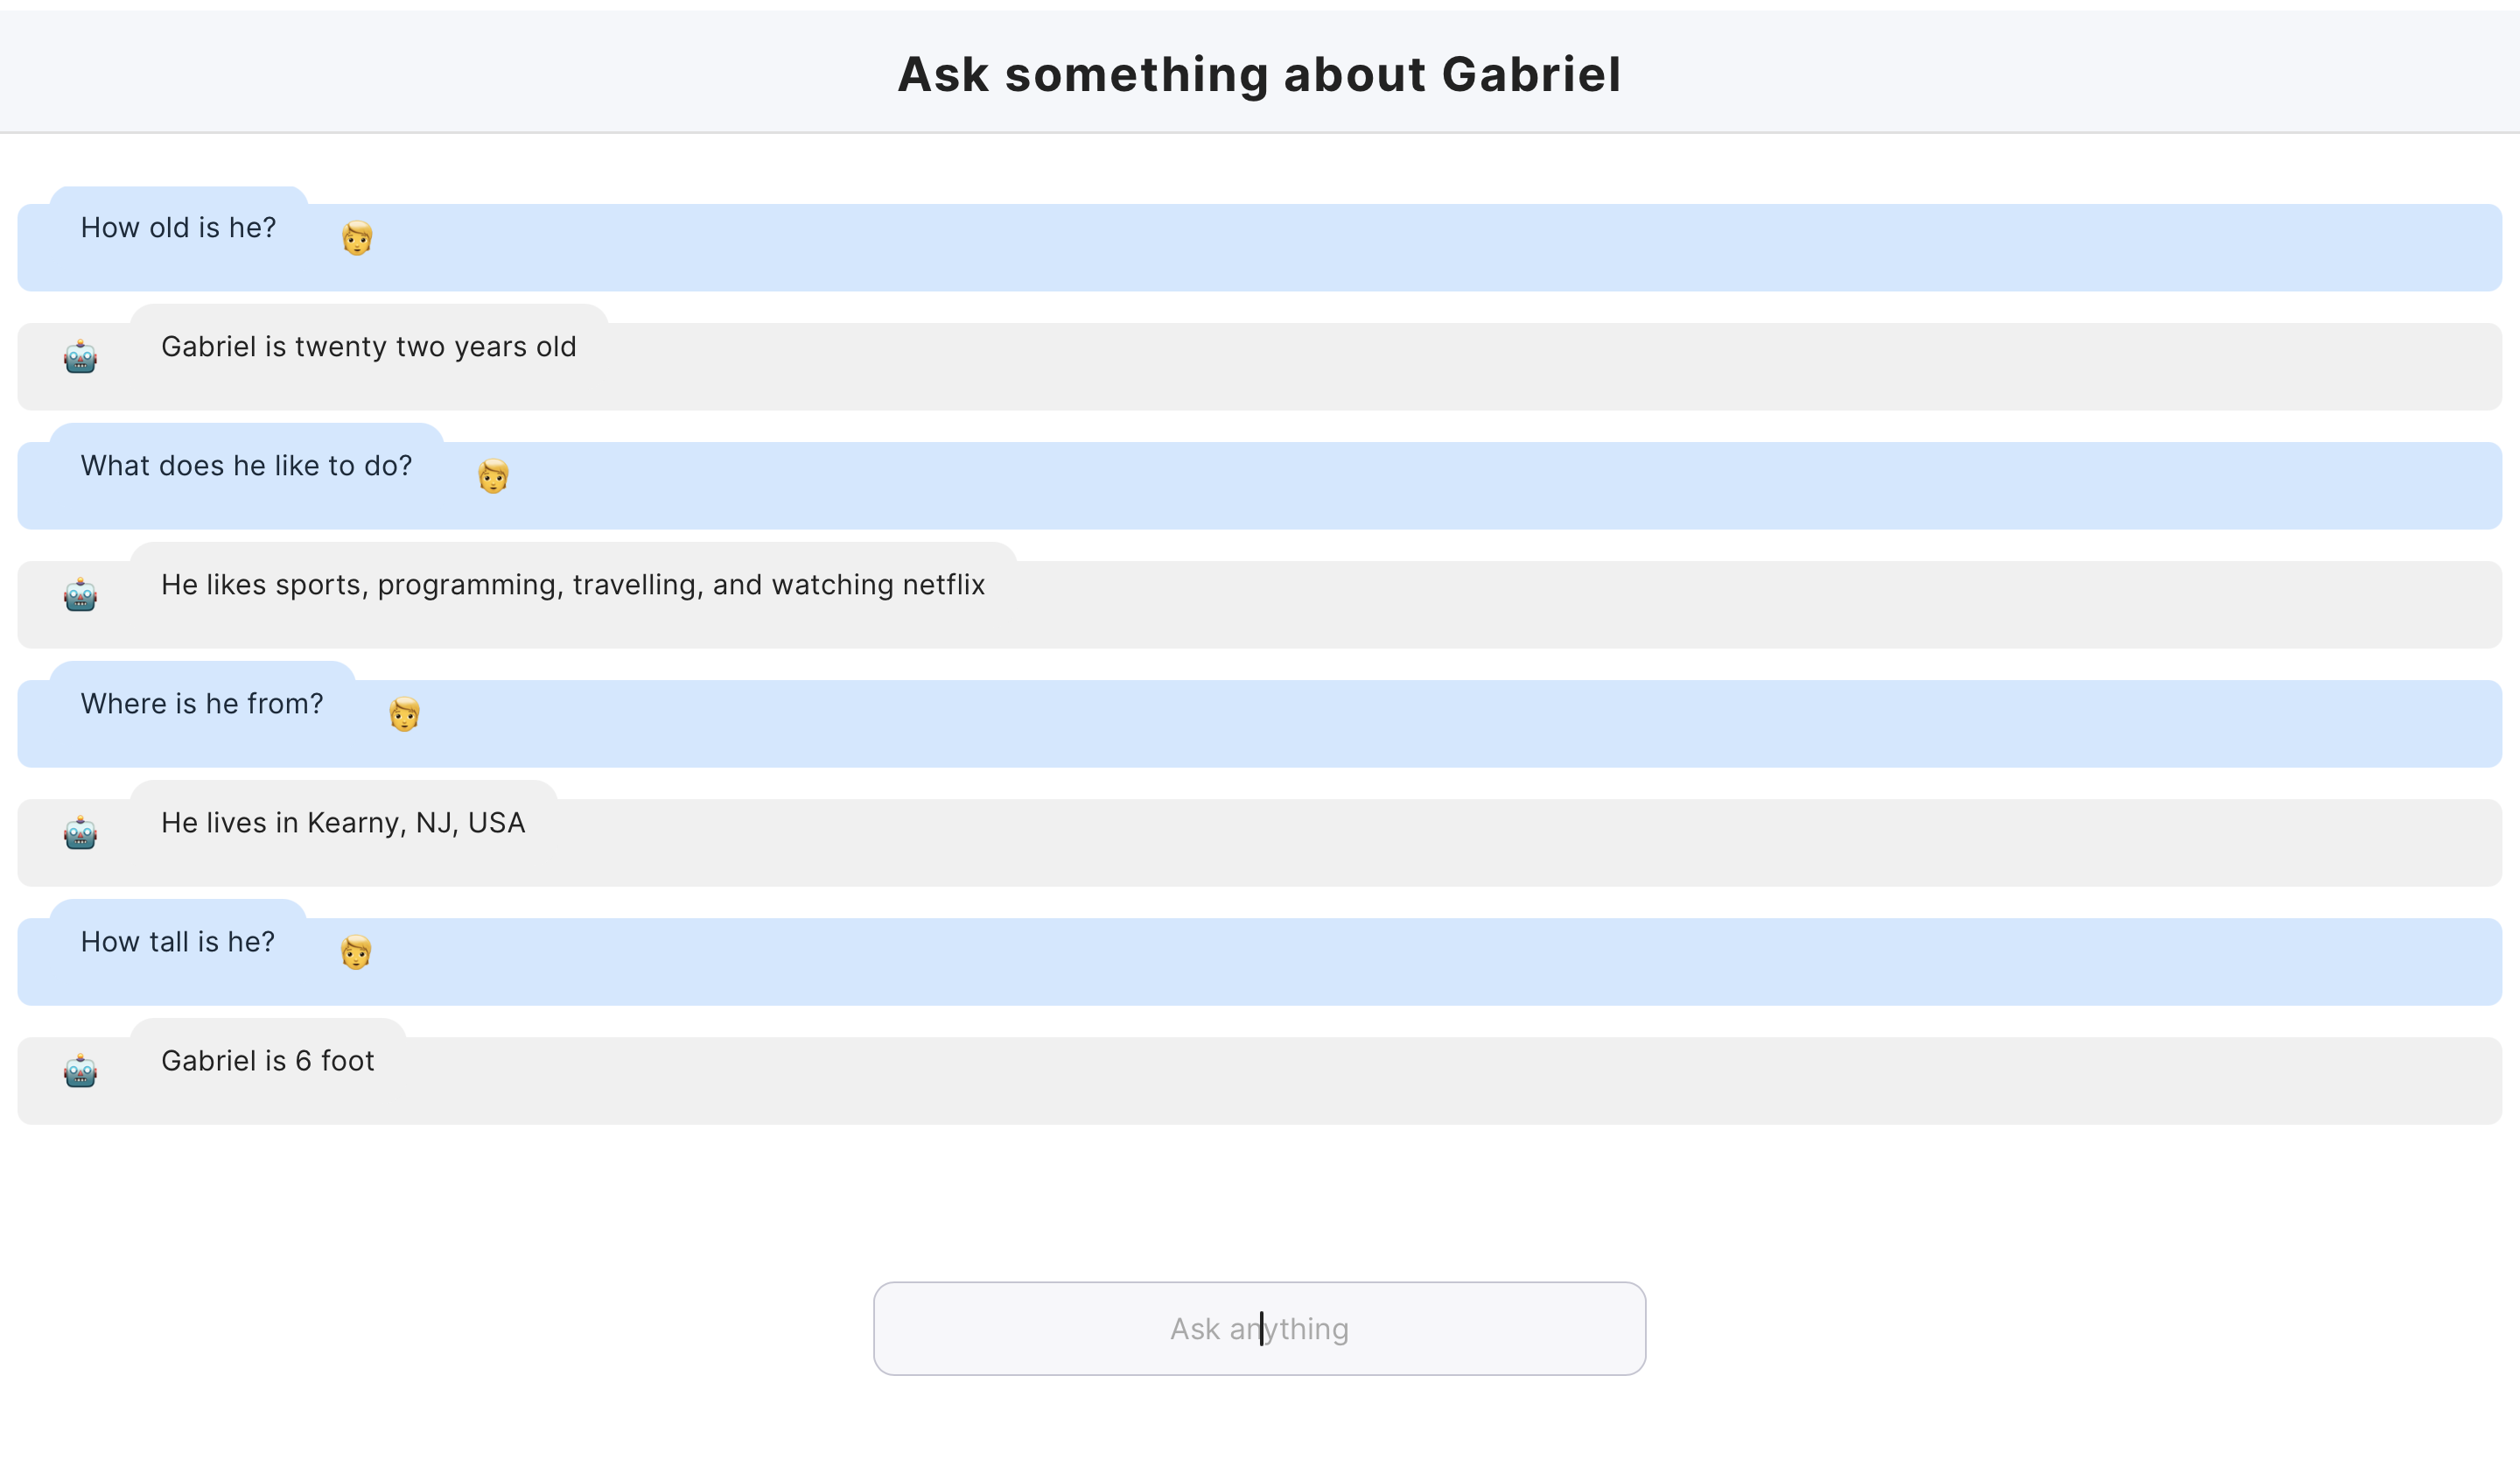 Ask something about Gabriel
How old is he?
Gabriel is twenty two years old
What does he like to do?
He likes sports, programming, travelling, and watching netflix
Where is he from?
He lives in Kearny, NJ, USA
How tall is he?
Gabriel is 6 foot
Ask anything